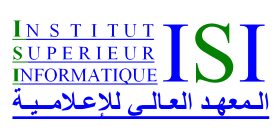 INSTITUT
SUPERIEUR
INFORMATIQUE
ISI
المعهد العالي للإعلامية